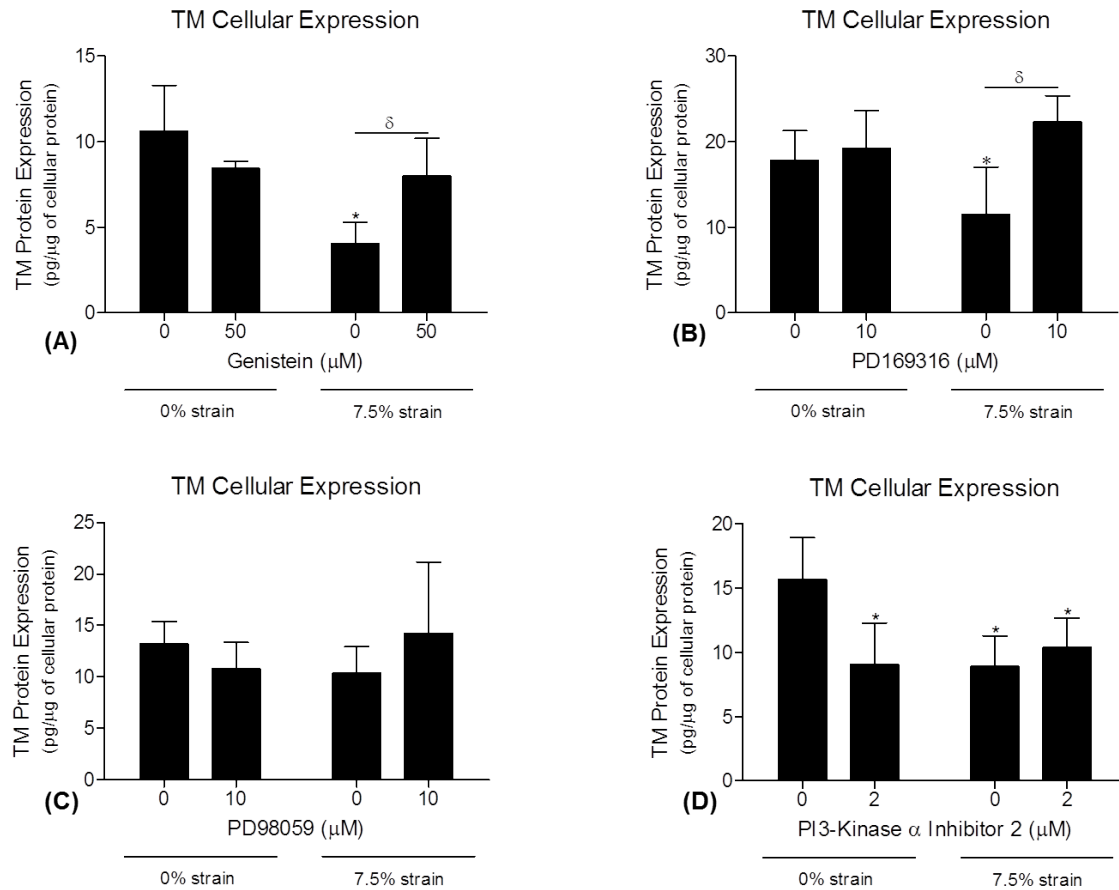 TM Cellular Expression
TM Protein Expression
(pg/μg of cellular protein)
15
10
5
0
δ
*
0 50 0 50
Genistein (μM)
(A)
0% strain 7.5% strain
TM Cellular Expression
TM Protein Expression
(pg/μg of cellular protein)
30
20
10
0
δ
*
0 10 0 10
PD169316 (μM)
(B)
0% strain 7.5% strain
TM Cellular Expression
TM Protein Expression
(pg/μg of cellular protein)
25
20
15
10
5
0
0 10 0 10
PD98059 (μM)
(C)
0% strain 7.5% strain
TM Cellular Expression
TM Protein Expression
(pg/μg of cellular protein)
20
15
10
5
0
* * *
0 2 0 2
PI3-Kinase α Inhibitor 2 (μM)
(D)
0% strain 7.5% strain